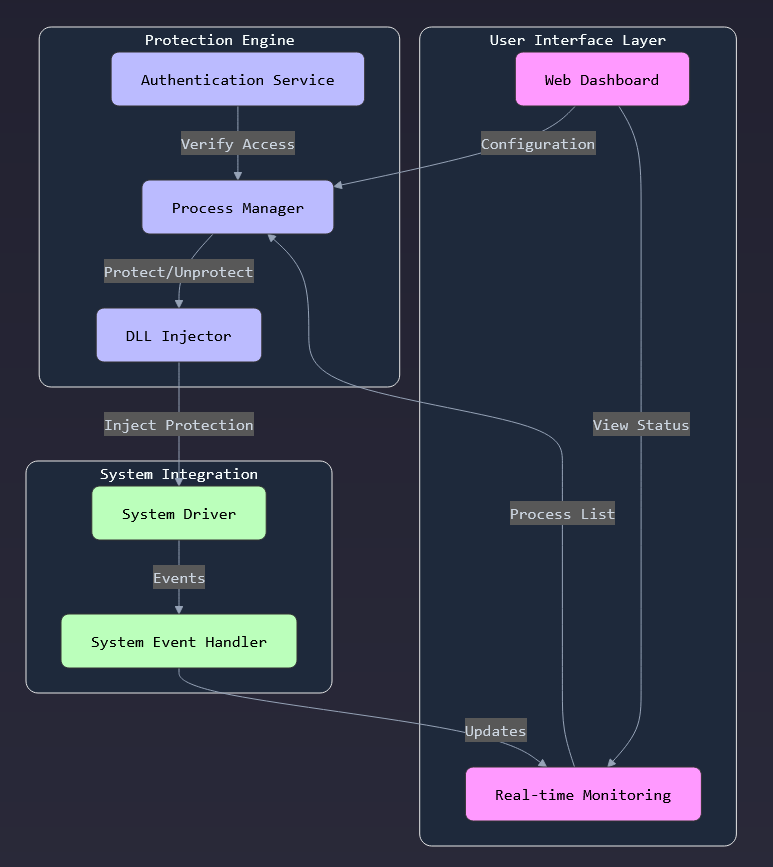 Protection Engine
User Interface Layer
Authentication Service
Web Dashboard
Verify Access
Configuration
Process Manager
Protect/Unprotect
DLL Injector
Inject Protection
View Status
System Integration
System Driver
Process List
Events
System Event Handler
Updates
Real-time Monitoring